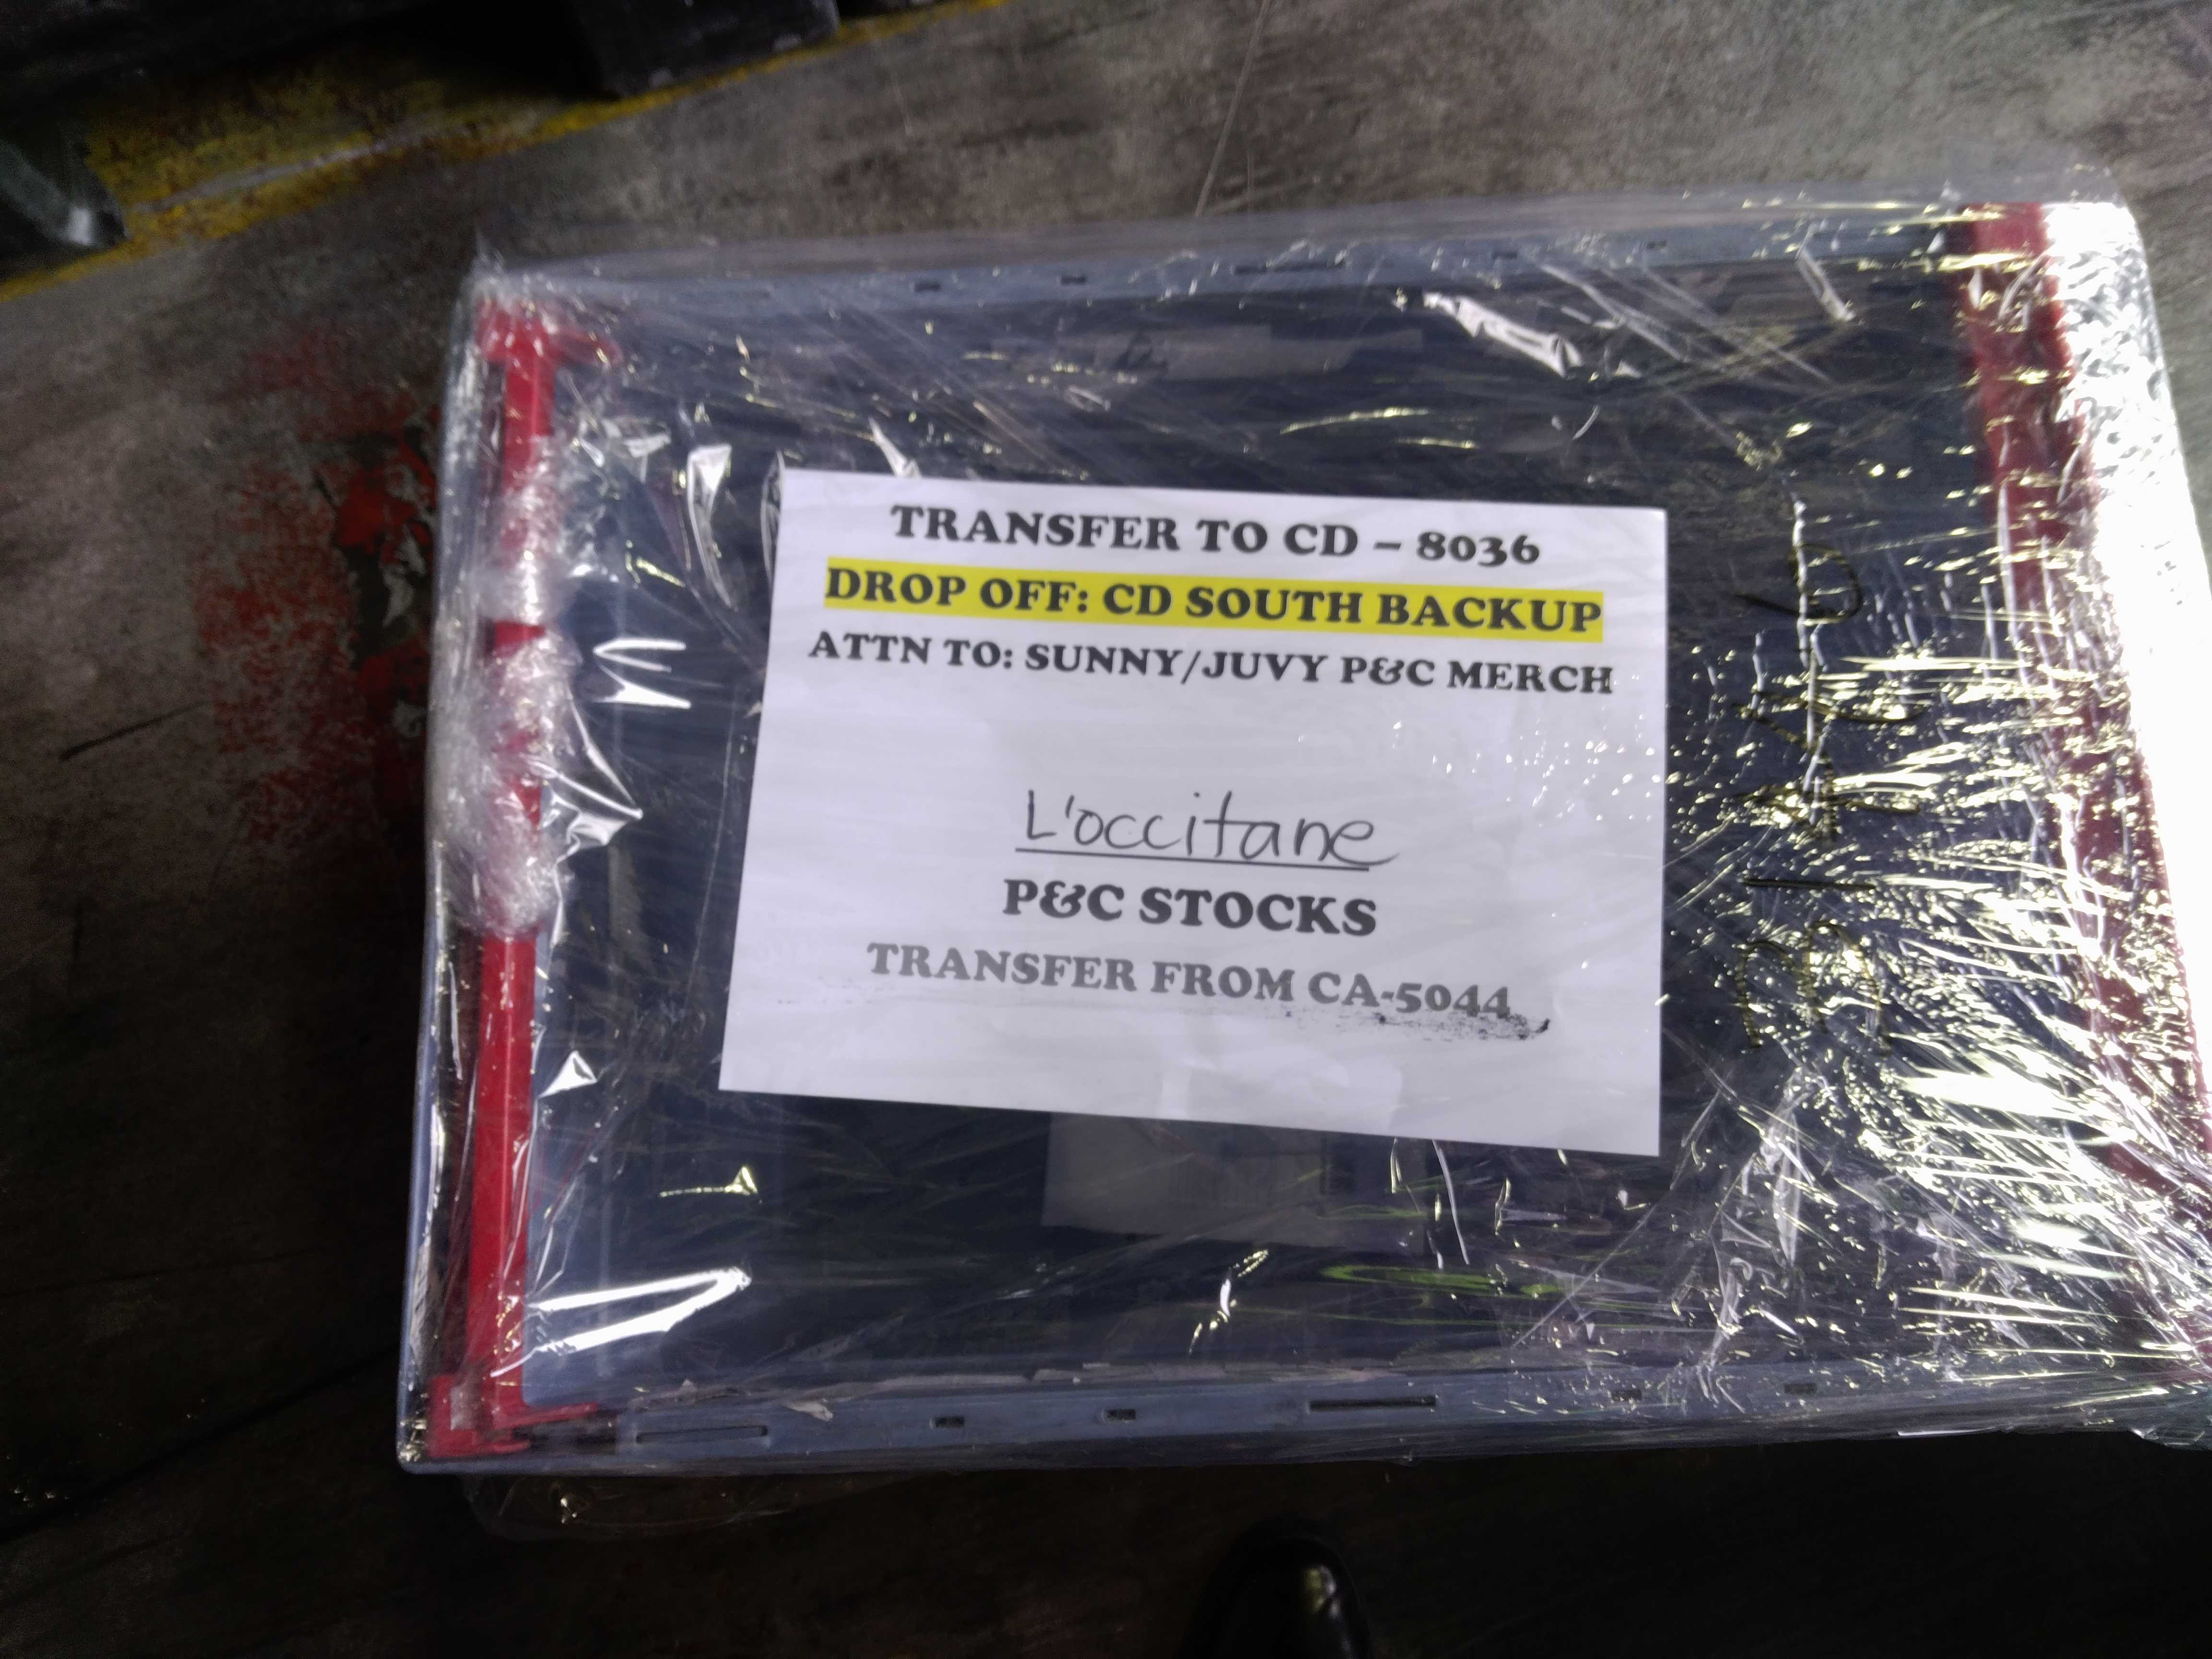 TRANSFER TO CD – 8036
DROP OFF: CD SOUTH BACKUP
ATTN TO: SUNNY/JUVY P&C MERCH
L'occitane
P&C STOCKS
TRANSFER FROM CA-5044